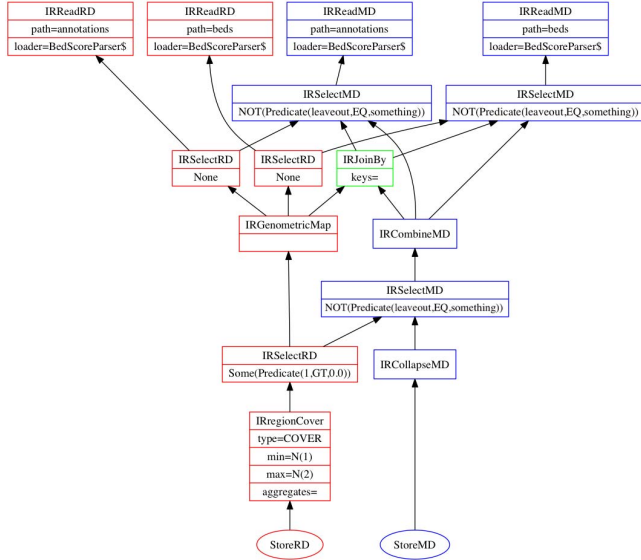 IRReadRD
path=annotations
loader=BedScoreParser$
IRReadRD
path=beds
loader=BedScoreParser$
IRReadMD
path=annotations
loader=BedScoreParser$
IRReadMD
path=beds
loader=BedScoreParser$
IRSelectMD
NOT(Predicate(leaveout,EQ,something))
IRSelectMD
NOT(Predicate(leaveout,EQ,something))
IRSelectRD
None
IRSelectRD
None
IRJoinBy
keys=
IRGenometricMap
IRCombineMD
IRSelectMD
NOT(Predicate(leaveout,EQ,something))
IRSelectRD
Some(Predicate(1,GT,0.0))
IRCollapseMD
IRregionCover
type=COVER
min=N(1)
max=N(2)
aggregates=
StoreRD
StoreMD